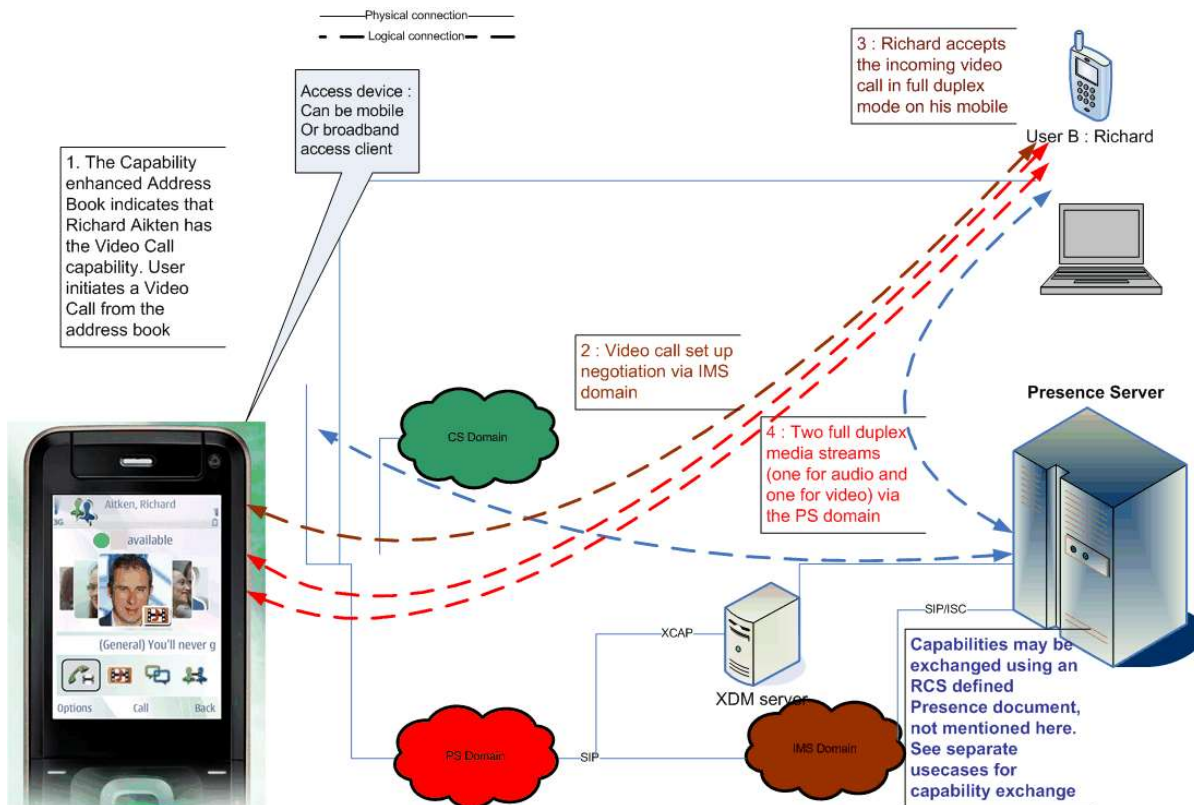 Physical connection
Logical connection
Access device :
Can be mobile
Or broadband
access client
3 : Richard accepts
the incoming video
call in full duplex
mode on his mobile
User B : Richard
1. The Capability
enhanced Address
Book indicates that
Richard Aikten has
the Video Call
capability. User
initiates a Video
Call from the
address book
2 : Video call set up
negotiation via IMS
domain
Presence Server
CS Domain
4 : Two full duplex
media streams
(one for audio and
one for video) via
the PS domain
3G
Aitken, Richard
available
(General) You'll never g
Options Call Back
XCAP
SIP/ISC
XDM server
PS Domain
SIP
IMS Domain
Capabilities may be
exchanged using an
RCS defined
Presence document,
not mentioned here.
See separate
usecases for
capability exchange